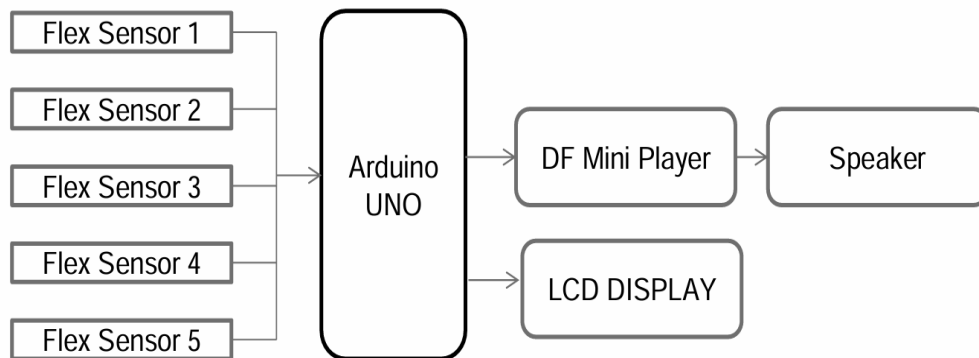 Flex Sensor 1
Flex Sensor 2
Flex Sensor 3
Flex Sensor 4
Flex Sensor 5
Arduino
UNO
DF Mini Player
Speaker
LCD DISPLAY